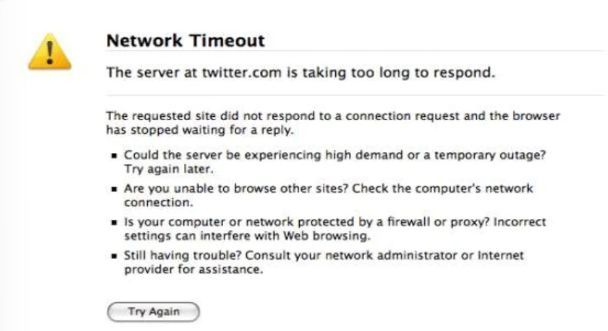 Network Timeout
The server at twitter.com is taking too long to respond.
The requested site did not respond to a connection request and the browser
has stopped waiting for a reply.
▪ Could the server be experiencing high demand or a temporary outage?
Try again later.
▪ Are you unable to browse other sites? Check the computer's network
connection.
▪ Is your computer or network protected by a firewall or proxy? Incorrect
settings can interfere with Web browsing.
▪ Still having trouble? Consult your network administrator or Internet
provider for assistance.
Try Again